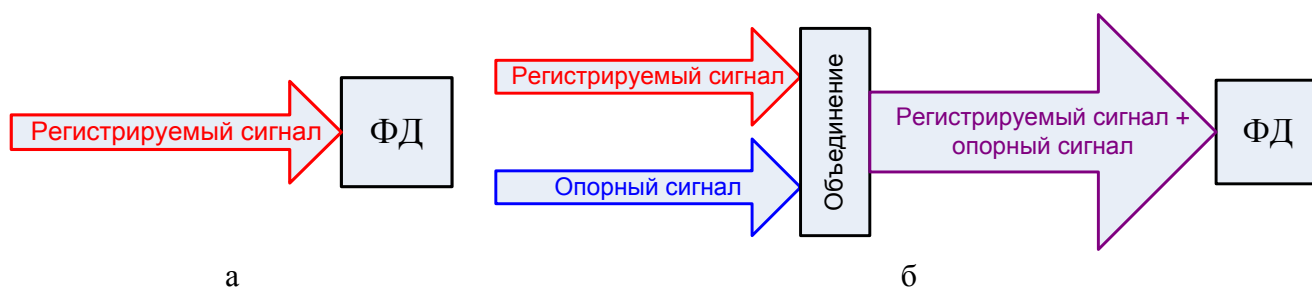 Регистрируемый сигнал
ФД
а
Регистрируемый сигнал
Опорный сигнал
Объединение
Регистрируемый сигнал +
опорный сигнал
ФД
б